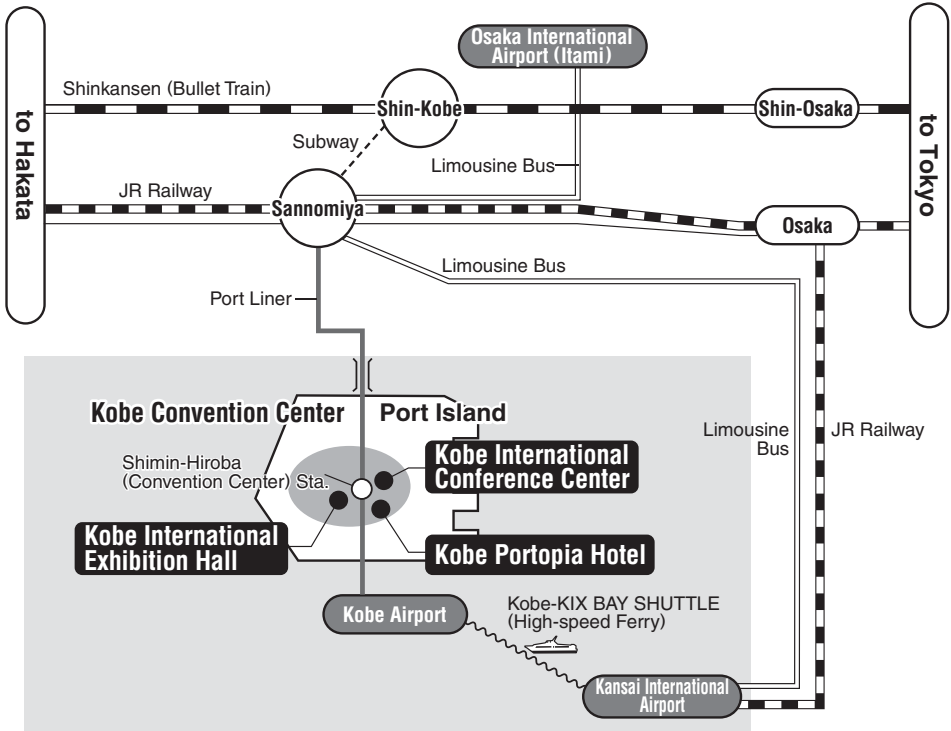 Osaka International
Airport (Itami)
Shinkansen (Bullet Train)
Shin-Kobe
Shin-Osaka
to Hakata
to Tokyo
Subway
Limousine Bus
JR Railway
Sannomiya
Osaka
Limousine Bus
Port Liner
Kobe Convention Center
Port Island
Limousine
Bus
JR Railway
Shimin-Hiroba
(Convention Center) Sta.
Kobe International
Conference Center
Kobe International
Exhibition Hall
Kobe Portopia Hotel
Kobe Airport
Kobe-KIX BAY SHUTTLE
(High-speed Ferry)
Kansai International
Airport